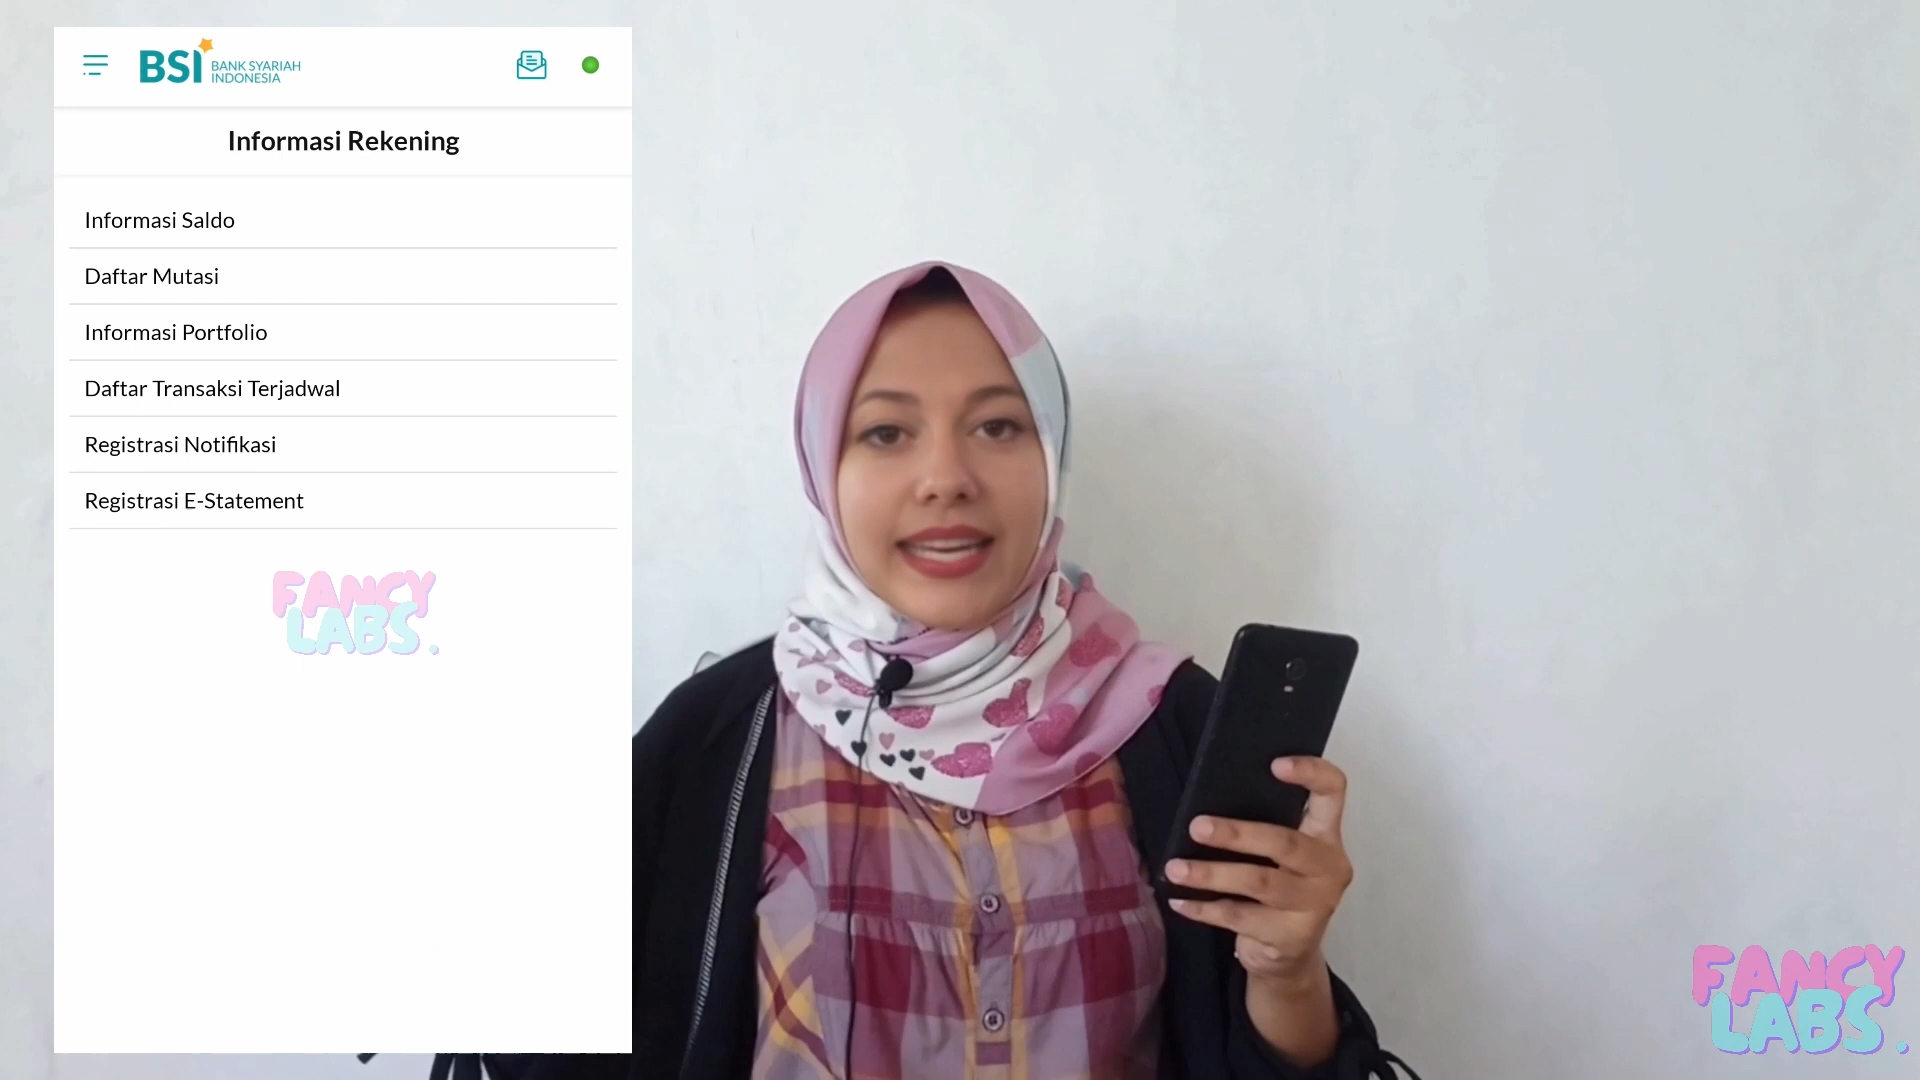 BSI BANK SYARIAH
INDONESIA
Informasi Rekening
Informasi Saldo
Daftar Mutasi
Informasi Portfolio
Daftar Transaksi Terjadwal
Registrasi Notifikasi
Registrasi E-Statement
FANCY
LABS.
FANCY
LABS.